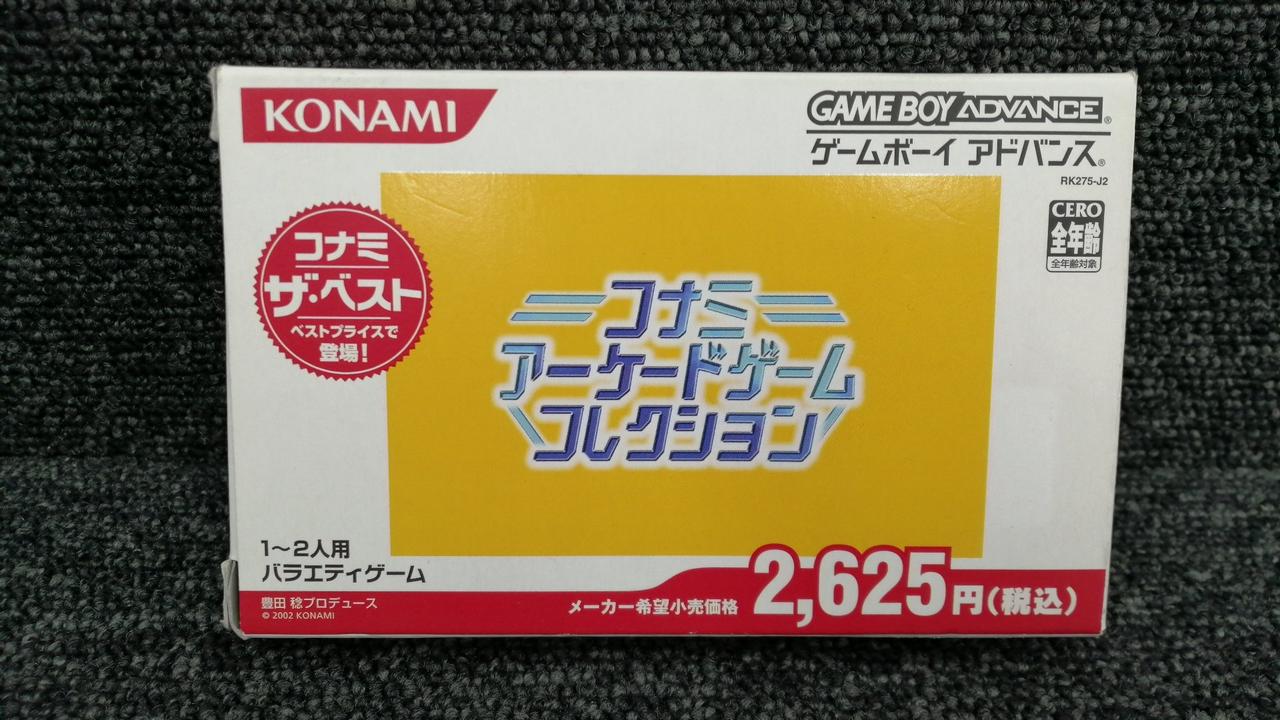 KONAMI
GAME BOY ADVANCE®
ゲームボーイ アドバンス®
RK275-J2
CERO
全年齢
全年齢対象
コナミ
ザ・ベスト
ベストプライスで
登場!
コナミ
アーケードゲーム
コレクション
1〜2人用
バラエティゲーム
豊田 稔プロデュース
© 2002 KONAMI
メーカー希望小売価格 2,625円(税込)